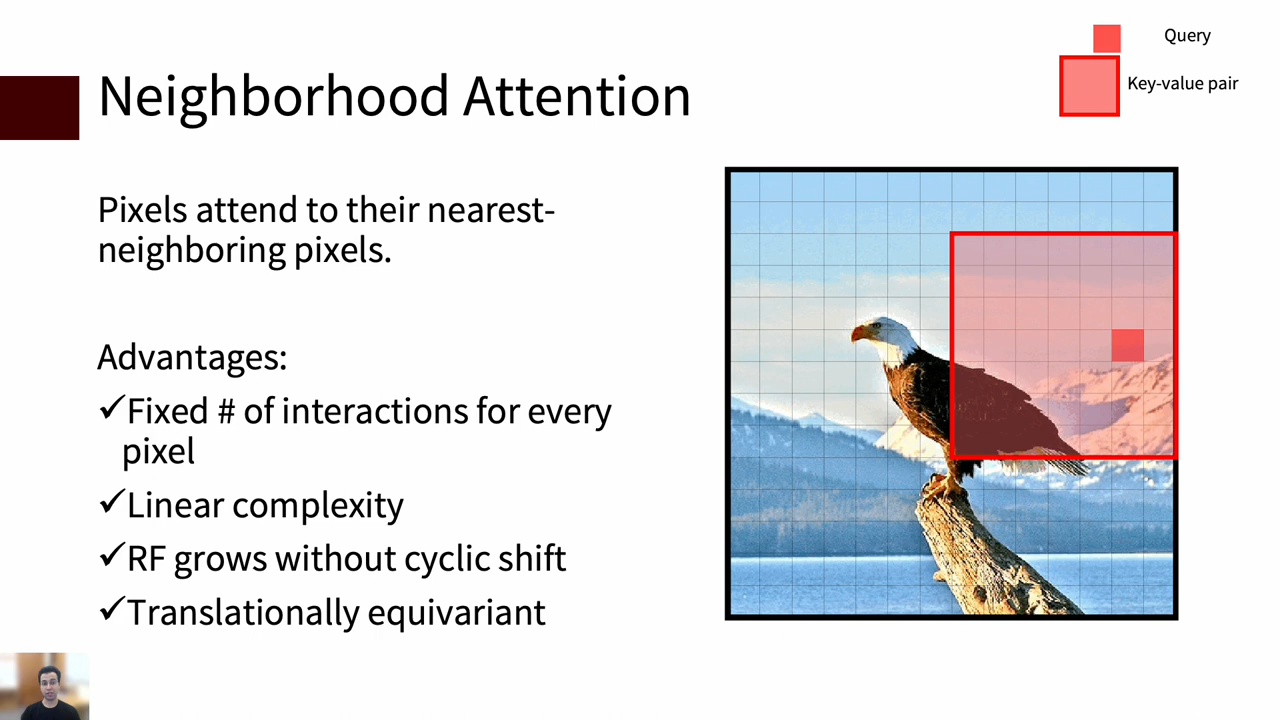 Query
Key-value pair
Neighborhood Attention
Pixels attend to their nearest-
neighboring pixels.
Advantages:
✓Fixed # of interactions for every
pixel
✓Linear complexity
✓RF grows without cyclic shift
✓Translationally equivariant